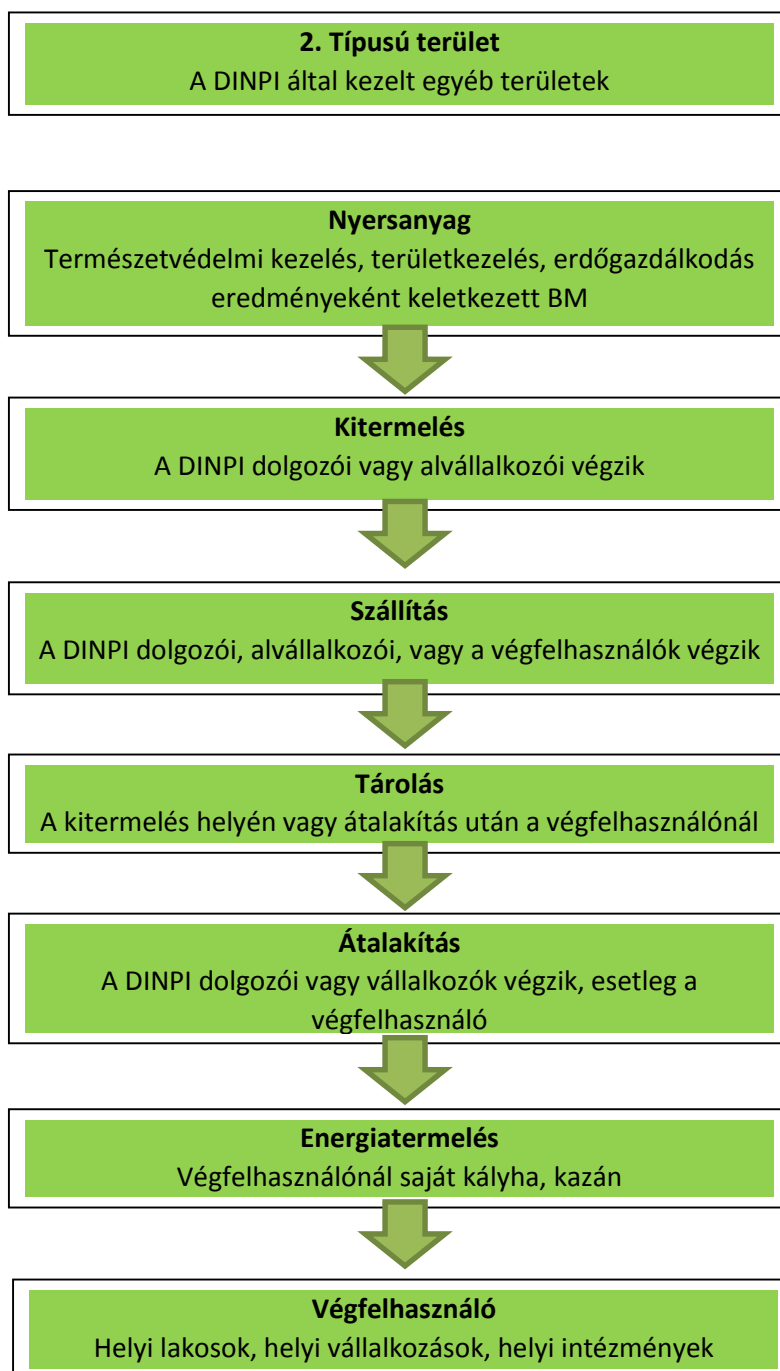 2. Típusú terület
A DINPI által kezelt egyéb területek
Nyersanyag
Természetvédelmi kezelés, területkezelés, erdőgazdálkodás
eredményeként keletkezett BM
Kitermelés
A DINPI dolgozói vagy alvállalkozói végzik
Szállítás
A DINPI dolgozói, alvállalkozói, vagy a végfelhasználók végzik
Tárolás
A kitermelés helyén vagy átalakítás után a végfelhasználónál
Átalakítás
A DINPI dolgozói vagy vállalkozók végzik, esetleg a
végfelhasználó
Energiatermelés
Végfelhasználónál saját kályha, kazán
Végfelhasználó
Helyi lakosok, helyi vállalkozások, helyi intézmények